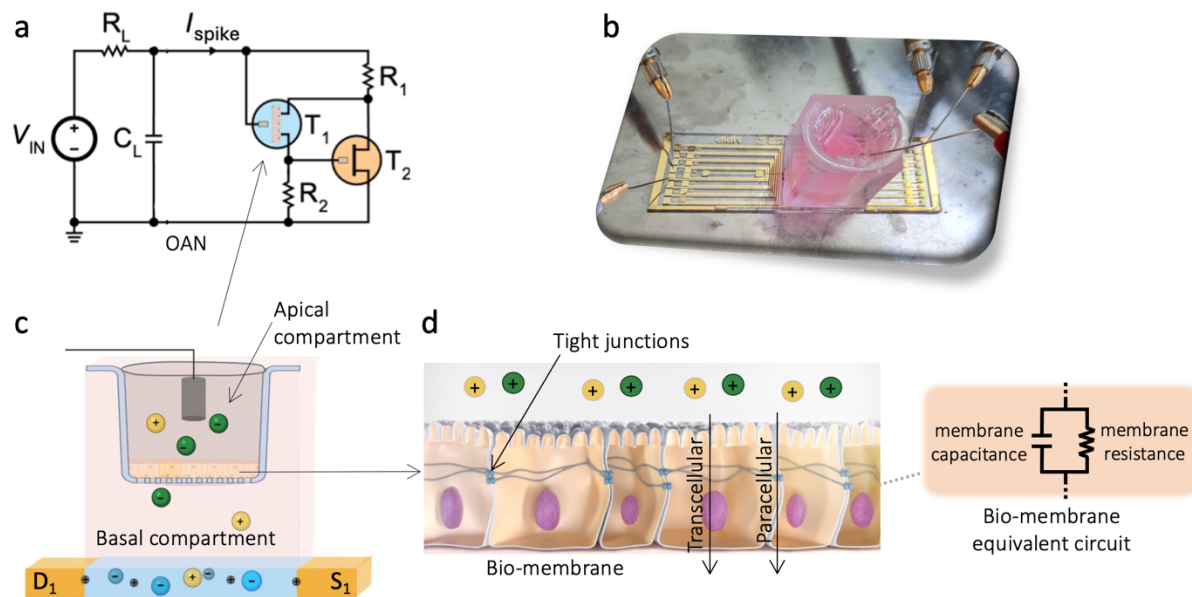 a
R_L
I_spike
R_1
V_IN
+
-
C_L
T_1
T_2
R_2
OAN
b
c
Apical
compartment
+
-
-
-
+
Basal compartment
D_1
+
-
-
+
-
+
-
+
S_1
d
Tight junctions
+ + + + + + + +
Transcellular
Paracellular
Bio-membrane
membrane
capacitance
membrane
resistance
Bio-membrane
equivalent circuit